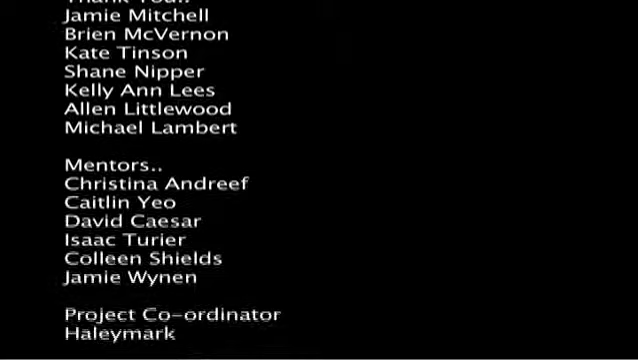 Thank You..
Jamie Mitchell
Brien McVernon
Kate Tinson
Shane Nipper
Kelly Ann Lees
Allen Littlewood
Michael Lambert
Mentors..
Christina Andreef
Caitlin Yeo
David Caesar
Isaac Turier
Colleen Shields
Jamie Wynen
Project Co-ordinator
Haleymark